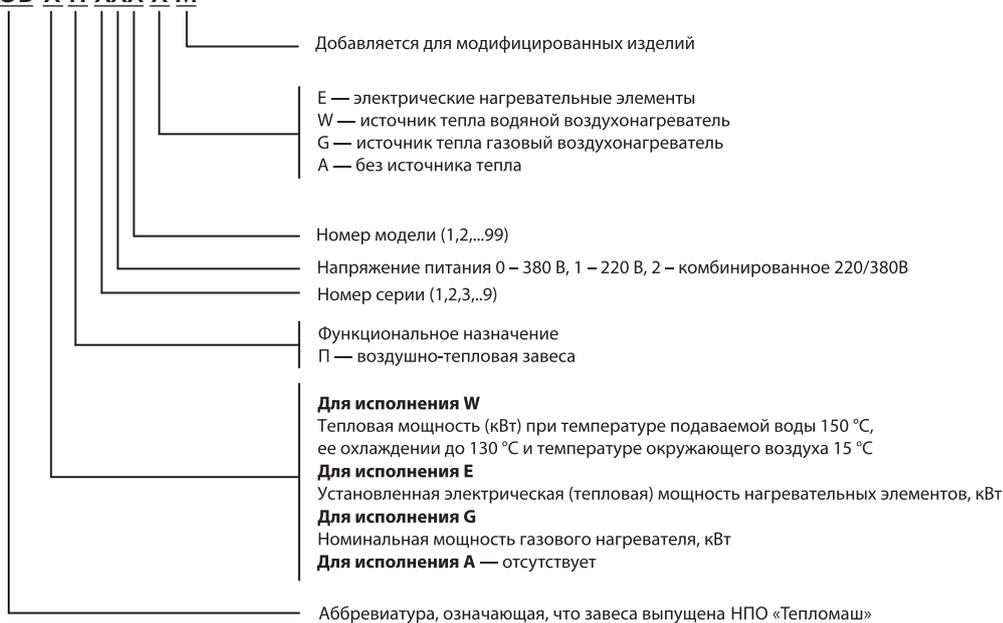 Добавляется для модифицированных изделий
E — электрические нагревательные элементы
W — источник тепла водяной воздухонагреватель
G — источник тепла газовый воздухонагреватель
A — без источника тепла
Номер модели (1,2,...99)
Напряжение питания 0 – 380 В, 1 – 220 В, 2 – комбинированное 220/380В
Номер серии (1,2,3,..9)
Функциональное назначение
П — воздушно-тепловая завеса
Для исполнения W
Тепловая мощность (кВт) при температуре подаваемой воды 150 °C,
ее охлаждении до 130 °C и температуре окружающего воздуха 15 °C
Для исполнения E
Установленная электрическая (тепловая) мощность нагревательных элементов, кВт
Для исполнения G
Номинальная мощность газового нагревателя, кВт
Для исполнения A — отсутствует
Аббревиатура, означающая, что завеса выпущена НПО «Тепломаш»